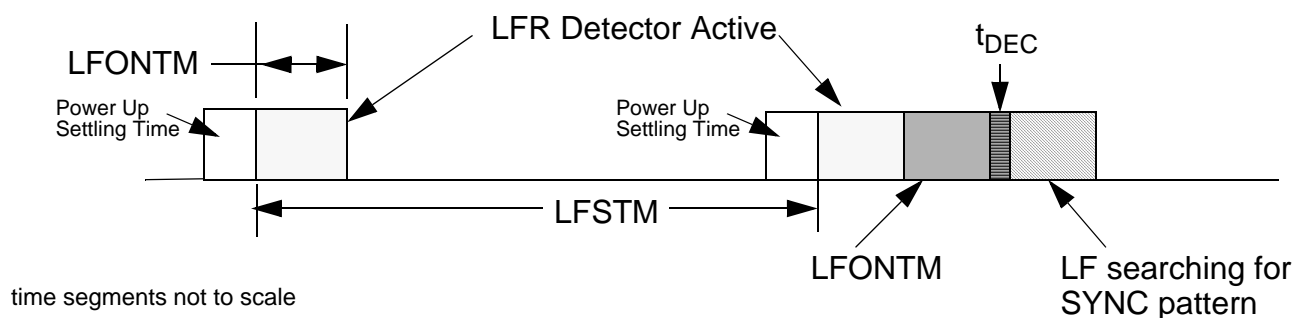 LFR Detector Active
tDEC
LFONTM
Power Up
Settling Time
Power Up
Settling Time
LFSTM
LFONTM
LF searching for
SYNC pattern
time segments not to scale